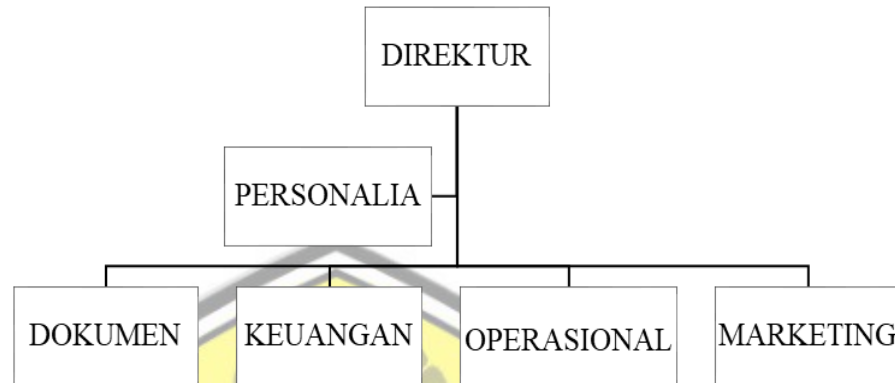 DIREKTUR
PERSONALIA
DOKUMEN
KEUANGAN
OPERASIONAL
MARKETING